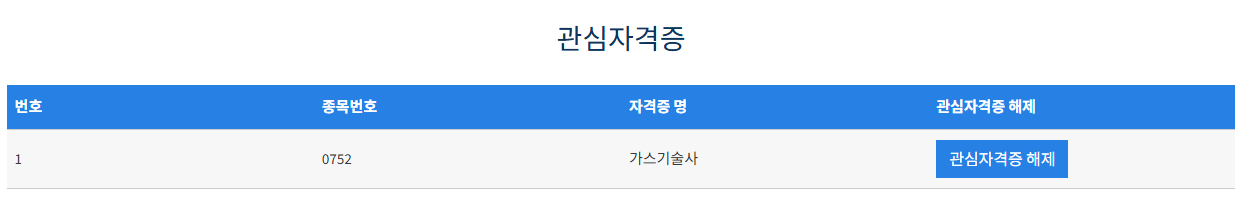 관심자격증
번호 종목번호 자격증 명 관심자격증 해제
1 0752 가스기술사 관심자격증 해제